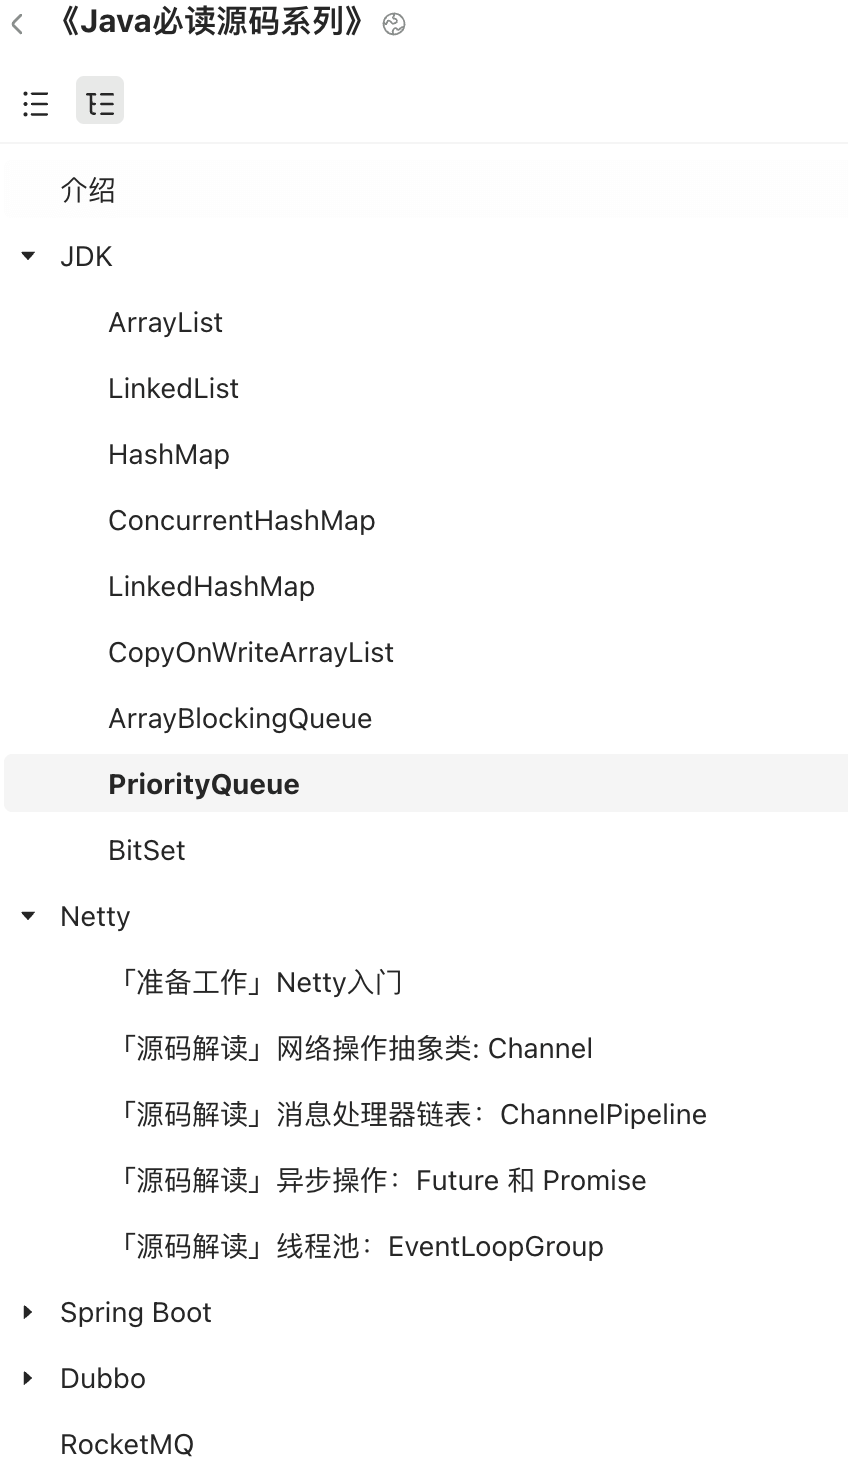 《Java必读源码系列》
介绍
JDK
ArrayList
LinkedList
HashMap
ConcurrentHashMap
LinkedHashMap
CopyOnWriteArrayList
ArrayBlockingQueue
PriorityQueue
BitSet
Netty
「准备工作」Netty入门
「源码解读」网络操作抽象类: Channel
「源码解读」消息处理器链表：ChannelPipeline
「源码解读」异步操作：Future 和 Promise
「源码解读」线程池：EventLoopGroup
Spring Boot
Dubbo
RocketMQ